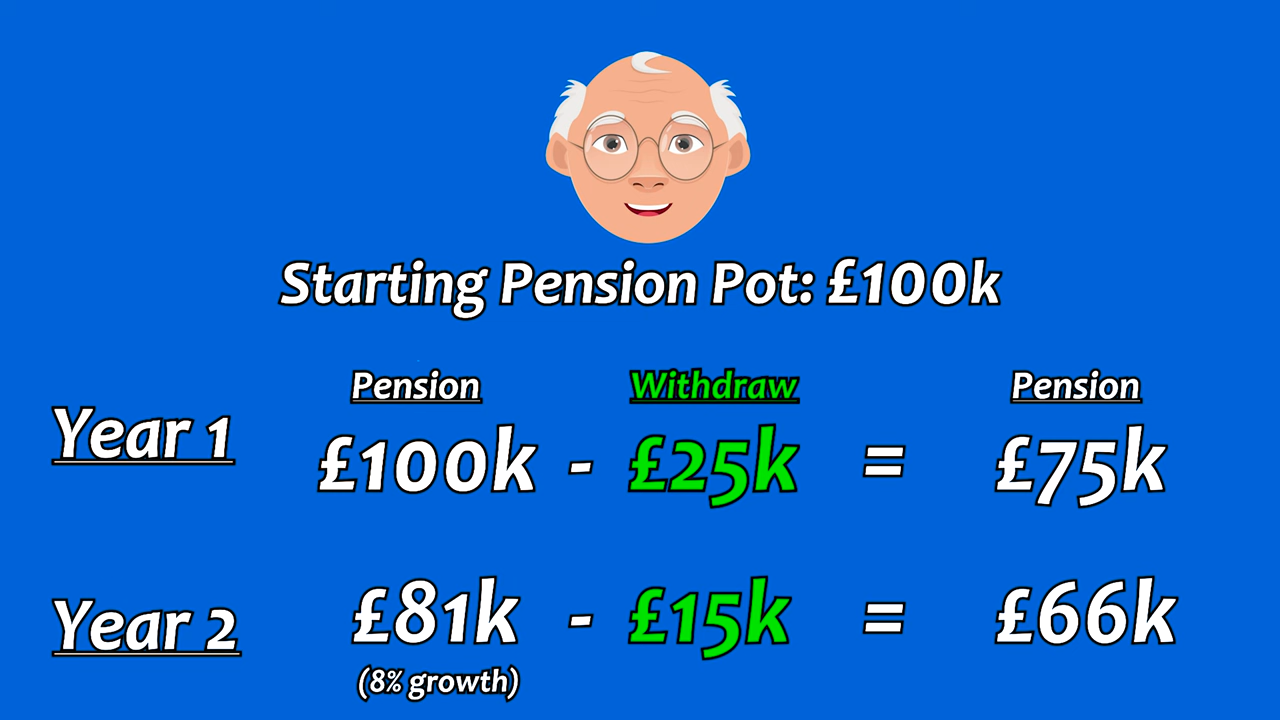 Starting Pension Pot: £100k
Pension Withdraw Pension
Year 1 £100k - £25k = £75k
Year 2 £81k - £15k = £66k
(8% growth)